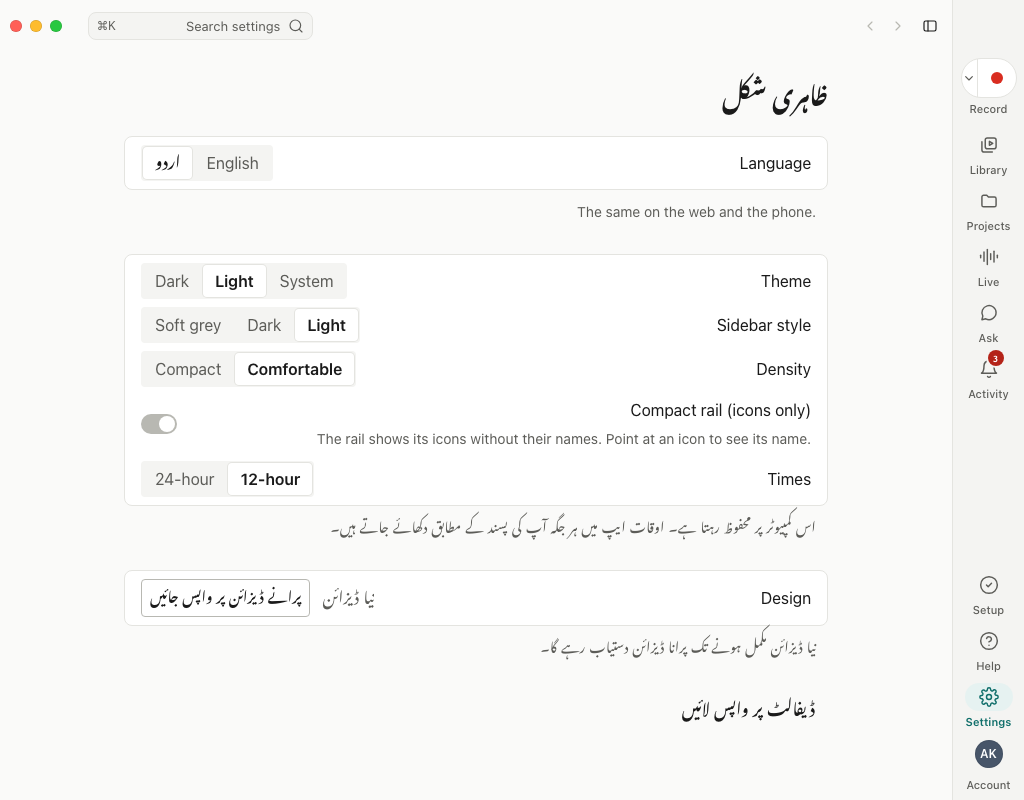 ⌘K Search settings
ظاہری شکل
Language
اردو English
The same on the web and the phone.
Theme
Dark Light System
Sidebar style
Soft grey Dark Light
Density
Compact Comfortable
Compact rail (icons only)
The rail shows its icons without their names. Point at an icon to see its name.
Times
24-hour 12-hour
اس کمپیوٹر پر محفوظ رہتا ہے۔ اوقات ایپ میں ہر جگہ آپ کی پسند کے مطابق دکھائے جاتے ہیں۔
Design
نیا ڈیزائن
پرانے ڈیزائن پر واپس جائیں
نیا ڈیزائن مکمل ہونے تک پرانا ڈیزائن دستیاب رہے گا۔
ڈیفالٹ پر واپس لائیں
Record
Library
Projects
Live
Ask
3
Activity
Setup
Help
Settings
AK
Account